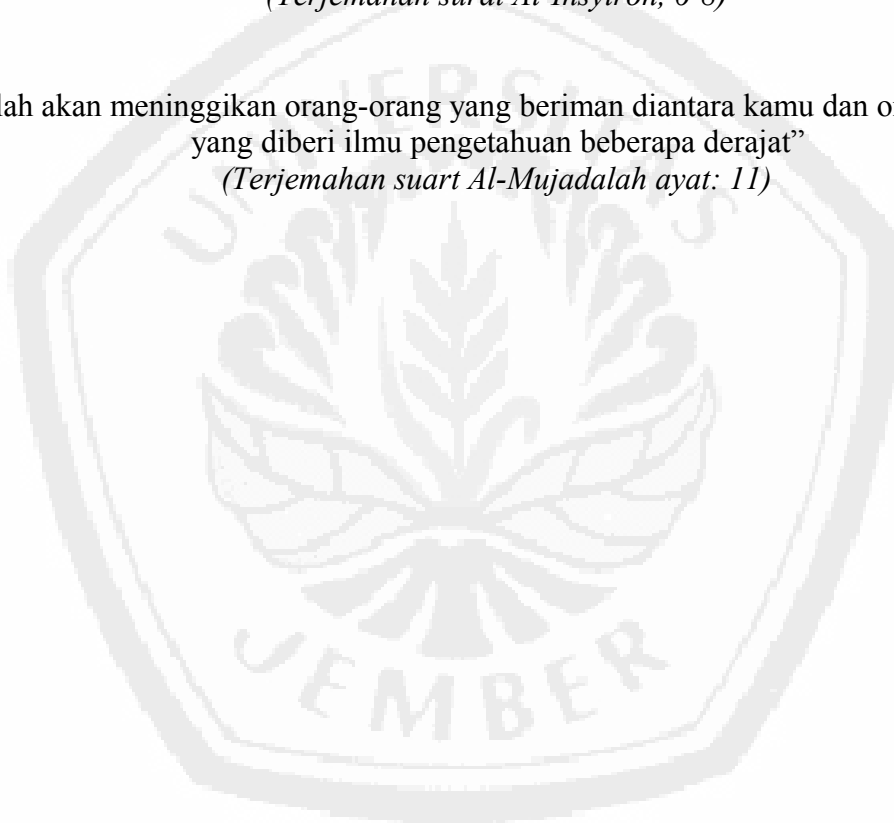 (Terjemahan surat Al-Insyiroh, 6-8)
lah akan meninggikan orang-orang yang beriman diantara kamu dan
yang diberi ilmu pengetahuan beberapa derajat”
(Terjemahan suart Al-Mujadalah ayat: 11)
UNIVERSITAS
JEMBER